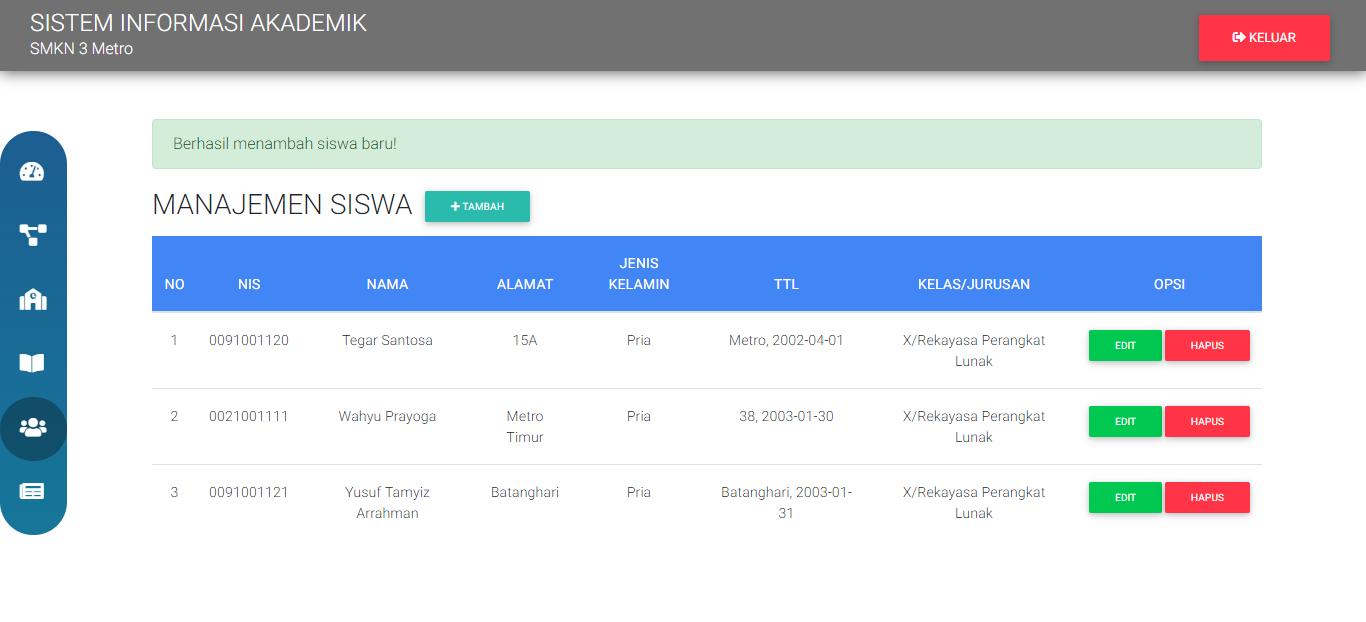 SISTEM INFORMASI AKADEMIK
SMKN 3 Metro
KELUAR
Berhasil menambah siswa baru!
MANAJEMEN SISWA
TAMBAH
NO NIS NAMA ALAMAT JENIS KELAMIN TTL KELAS/JURUSAN OPSI
1 0091001120 Tegar Santosa 15A Pria Metro, 2002-04-01 X/Rekayasa Perangkat Lunak EDIT HAPUS
2 0021001111 Wahyu Prayoga Metro Timur Pria 38, 2003-01-30 X/Rekayasa Perangkat Lunak EDIT HAPUS
3 0091001121 Yusuf Tamyiz Arrahman Batanghari Pria Batanghari, 2003-01-31 X/Rekayasa Perangkat Lunak EDIT HAPUS